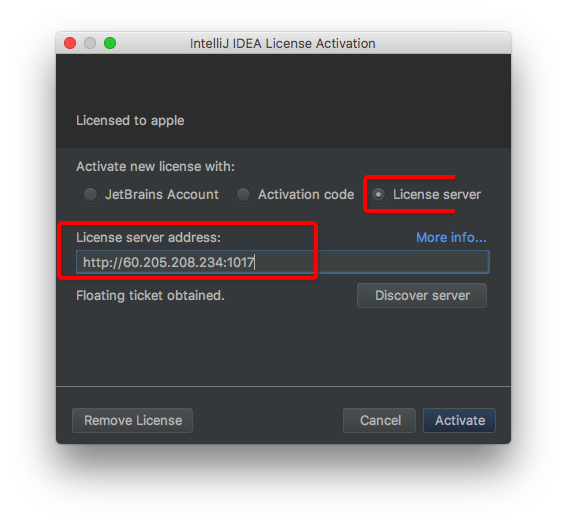 IntelliJ IDEA License Activation
Licensed to apple
Activate new license with:
JetBrains Account Activation code License server
License server address: More info...
http://60.205.208.234:1017
Floating ticket obtained. Discover server
Remove License Cancel Activate